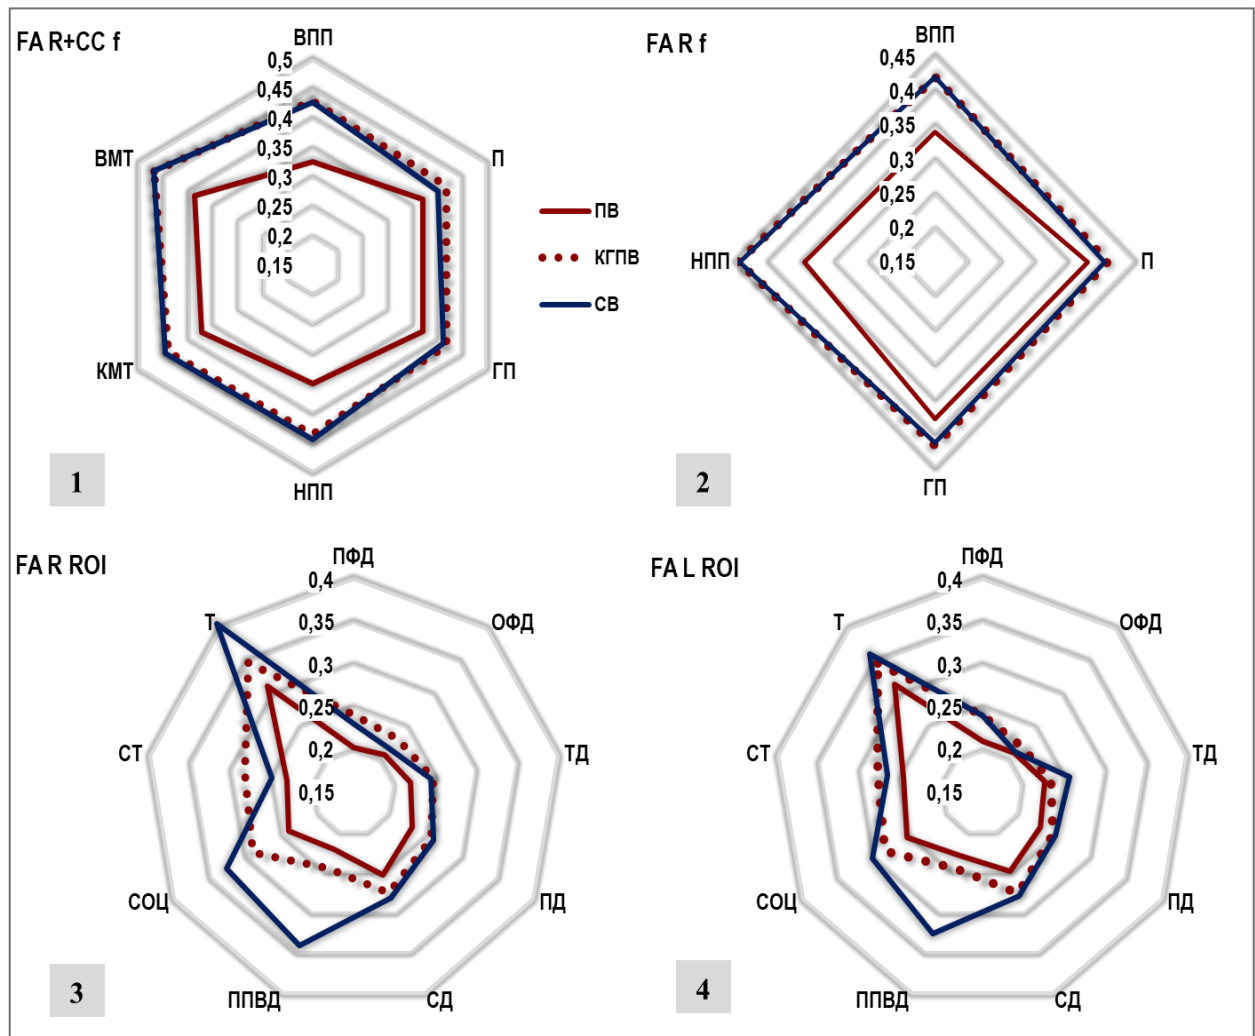 FA R+CC f
ВПП
0,5
0,45
0,4
0,35
0,3
0,25
0,2
0,15
П
ГП
НПП
КМТ
ВМТ
1
ПВ
КГПВ
СВ
FA R f
ВПП
0,45
0,4
0,35
0,3
0,25
0,2
0,15
П
ГП
НПП
2
FA R ROI
ПФД
0,4
0,35
0,3
0,25
0,2
0,15
ОФД
ТД
ПД
СД
ППВД
СОЦ
СТ
Т
3
FA L ROI
ПФД
0,4
0,35
0,3
0,25
0,2
0,15
ОФД
ТД
ПД
СД
ППВД
СОЦ
СТ
Т
4